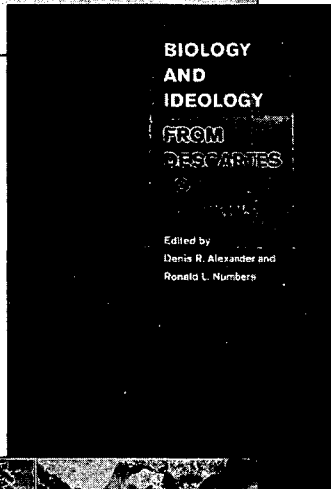 BIOLOGY
AND
IDEOLOGY
FROM
DESCARTES
Edited by
Denis R. Alexander and
Ronald L. Numbers